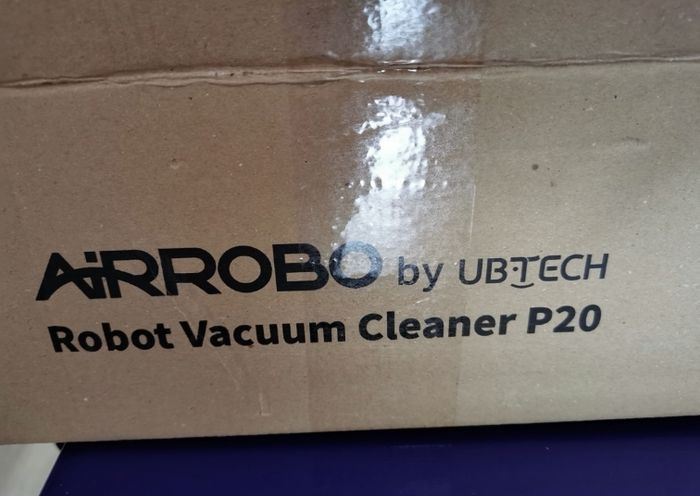 AiRROBO by UBTECH
Robot Vacuum Cleaner P20